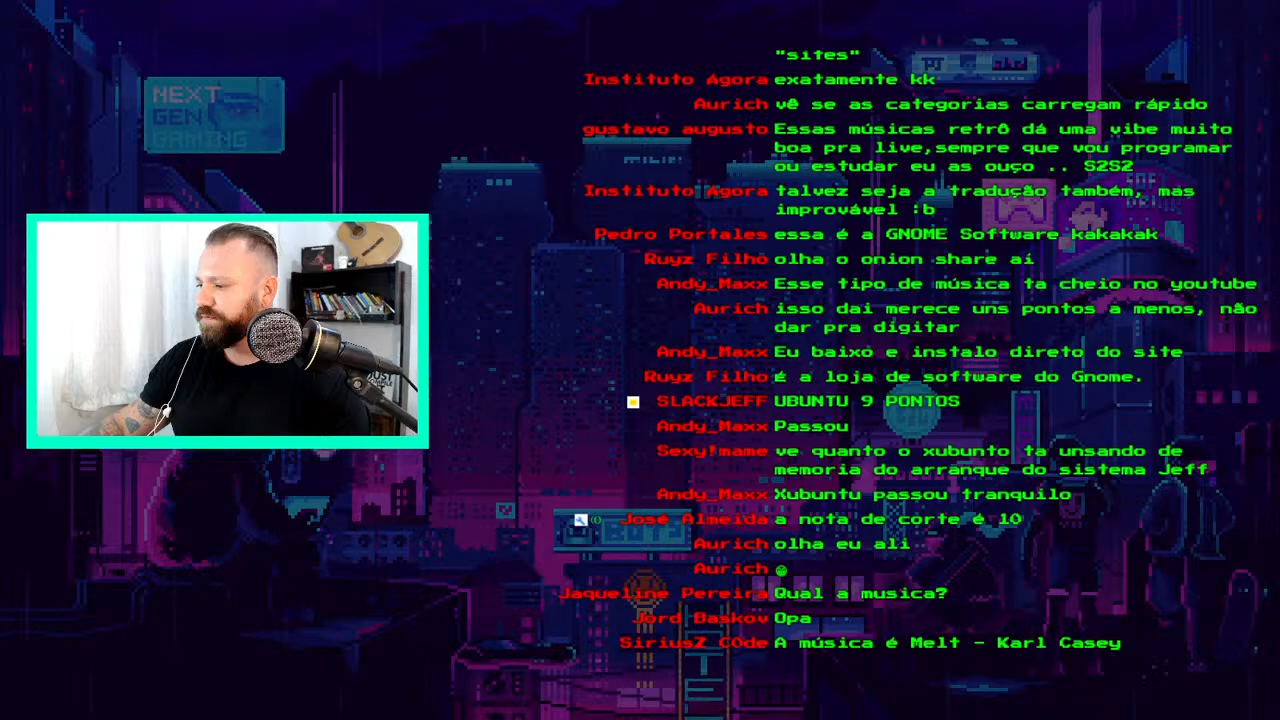 "sites"
Instituto Agora exatamente kk
Aurich vê se as categorias carregam rápido
gustavo augusto Essas músicas retrô dá uma vibe muito
boa pra live,sempre que vou programar
ou estudar eu as ouço .. S2S2
Instituto Agora talvez seja a tradução também, mas
improvável :b
Pedro Portales essa é a GNOME Software kakakak
Ruyz Filho olha o onion share aí
Andy_Maxx Esse tipo de música ta cheio no youtube
Aurich isso dai merece uns pontos a menos, não
dar pra digitar
Andy_Maxx Eu baixo e instalo direto do site
Ruyz Filho É a loja de software do Gnome.
SLACKJEFF UBUNTU 9 PONTOS
Andy_Maxx Passou
Sexy!mame ve quanto o xubunto ta unsando de
memoria do arranque do sistema Jeff
Andy_Maxx Xubuntu passou tranquilo
José Almeida a nota de corte é 10
Aurich olha eu ali
Aurich
Jaqueline Pereira Qual a musica?
Jord Baskov Opa
SiriusZ C0de A música é Melt - Karl Casey
NEXT
GEN
GAMING